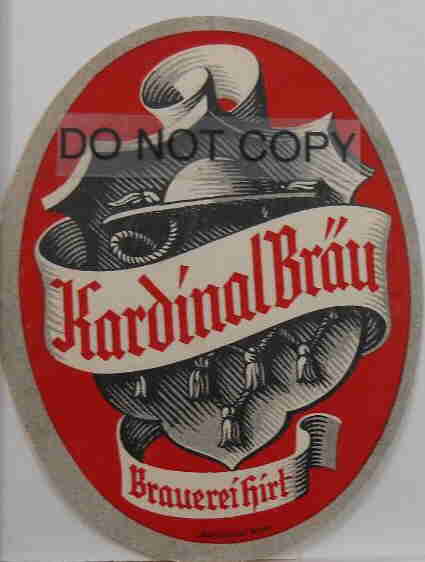 DO NOT COPY
Kardinal Bräu
Brauerei Hirt